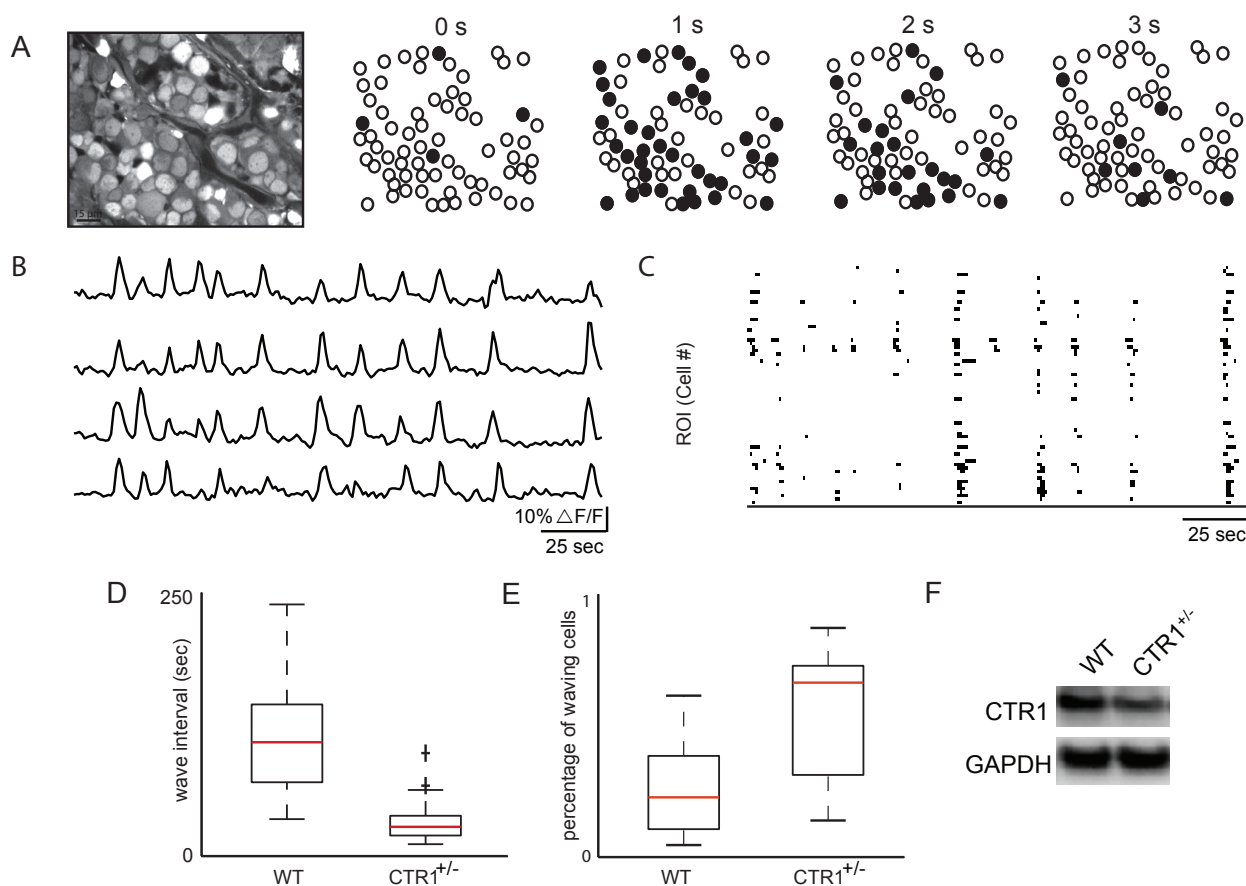 A
0 s
1 s
2 s
3 s
15 μm
B
10% △F/F
25 sec
C
ROI (Cell #)
25 sec
D
wave interval (sec)
250
0
WT
CTR1+/-
E
percentage of waving cells
1
0
WT
CTR1+/-
F
WT
CTR1+/-
CTR1
GAPDH